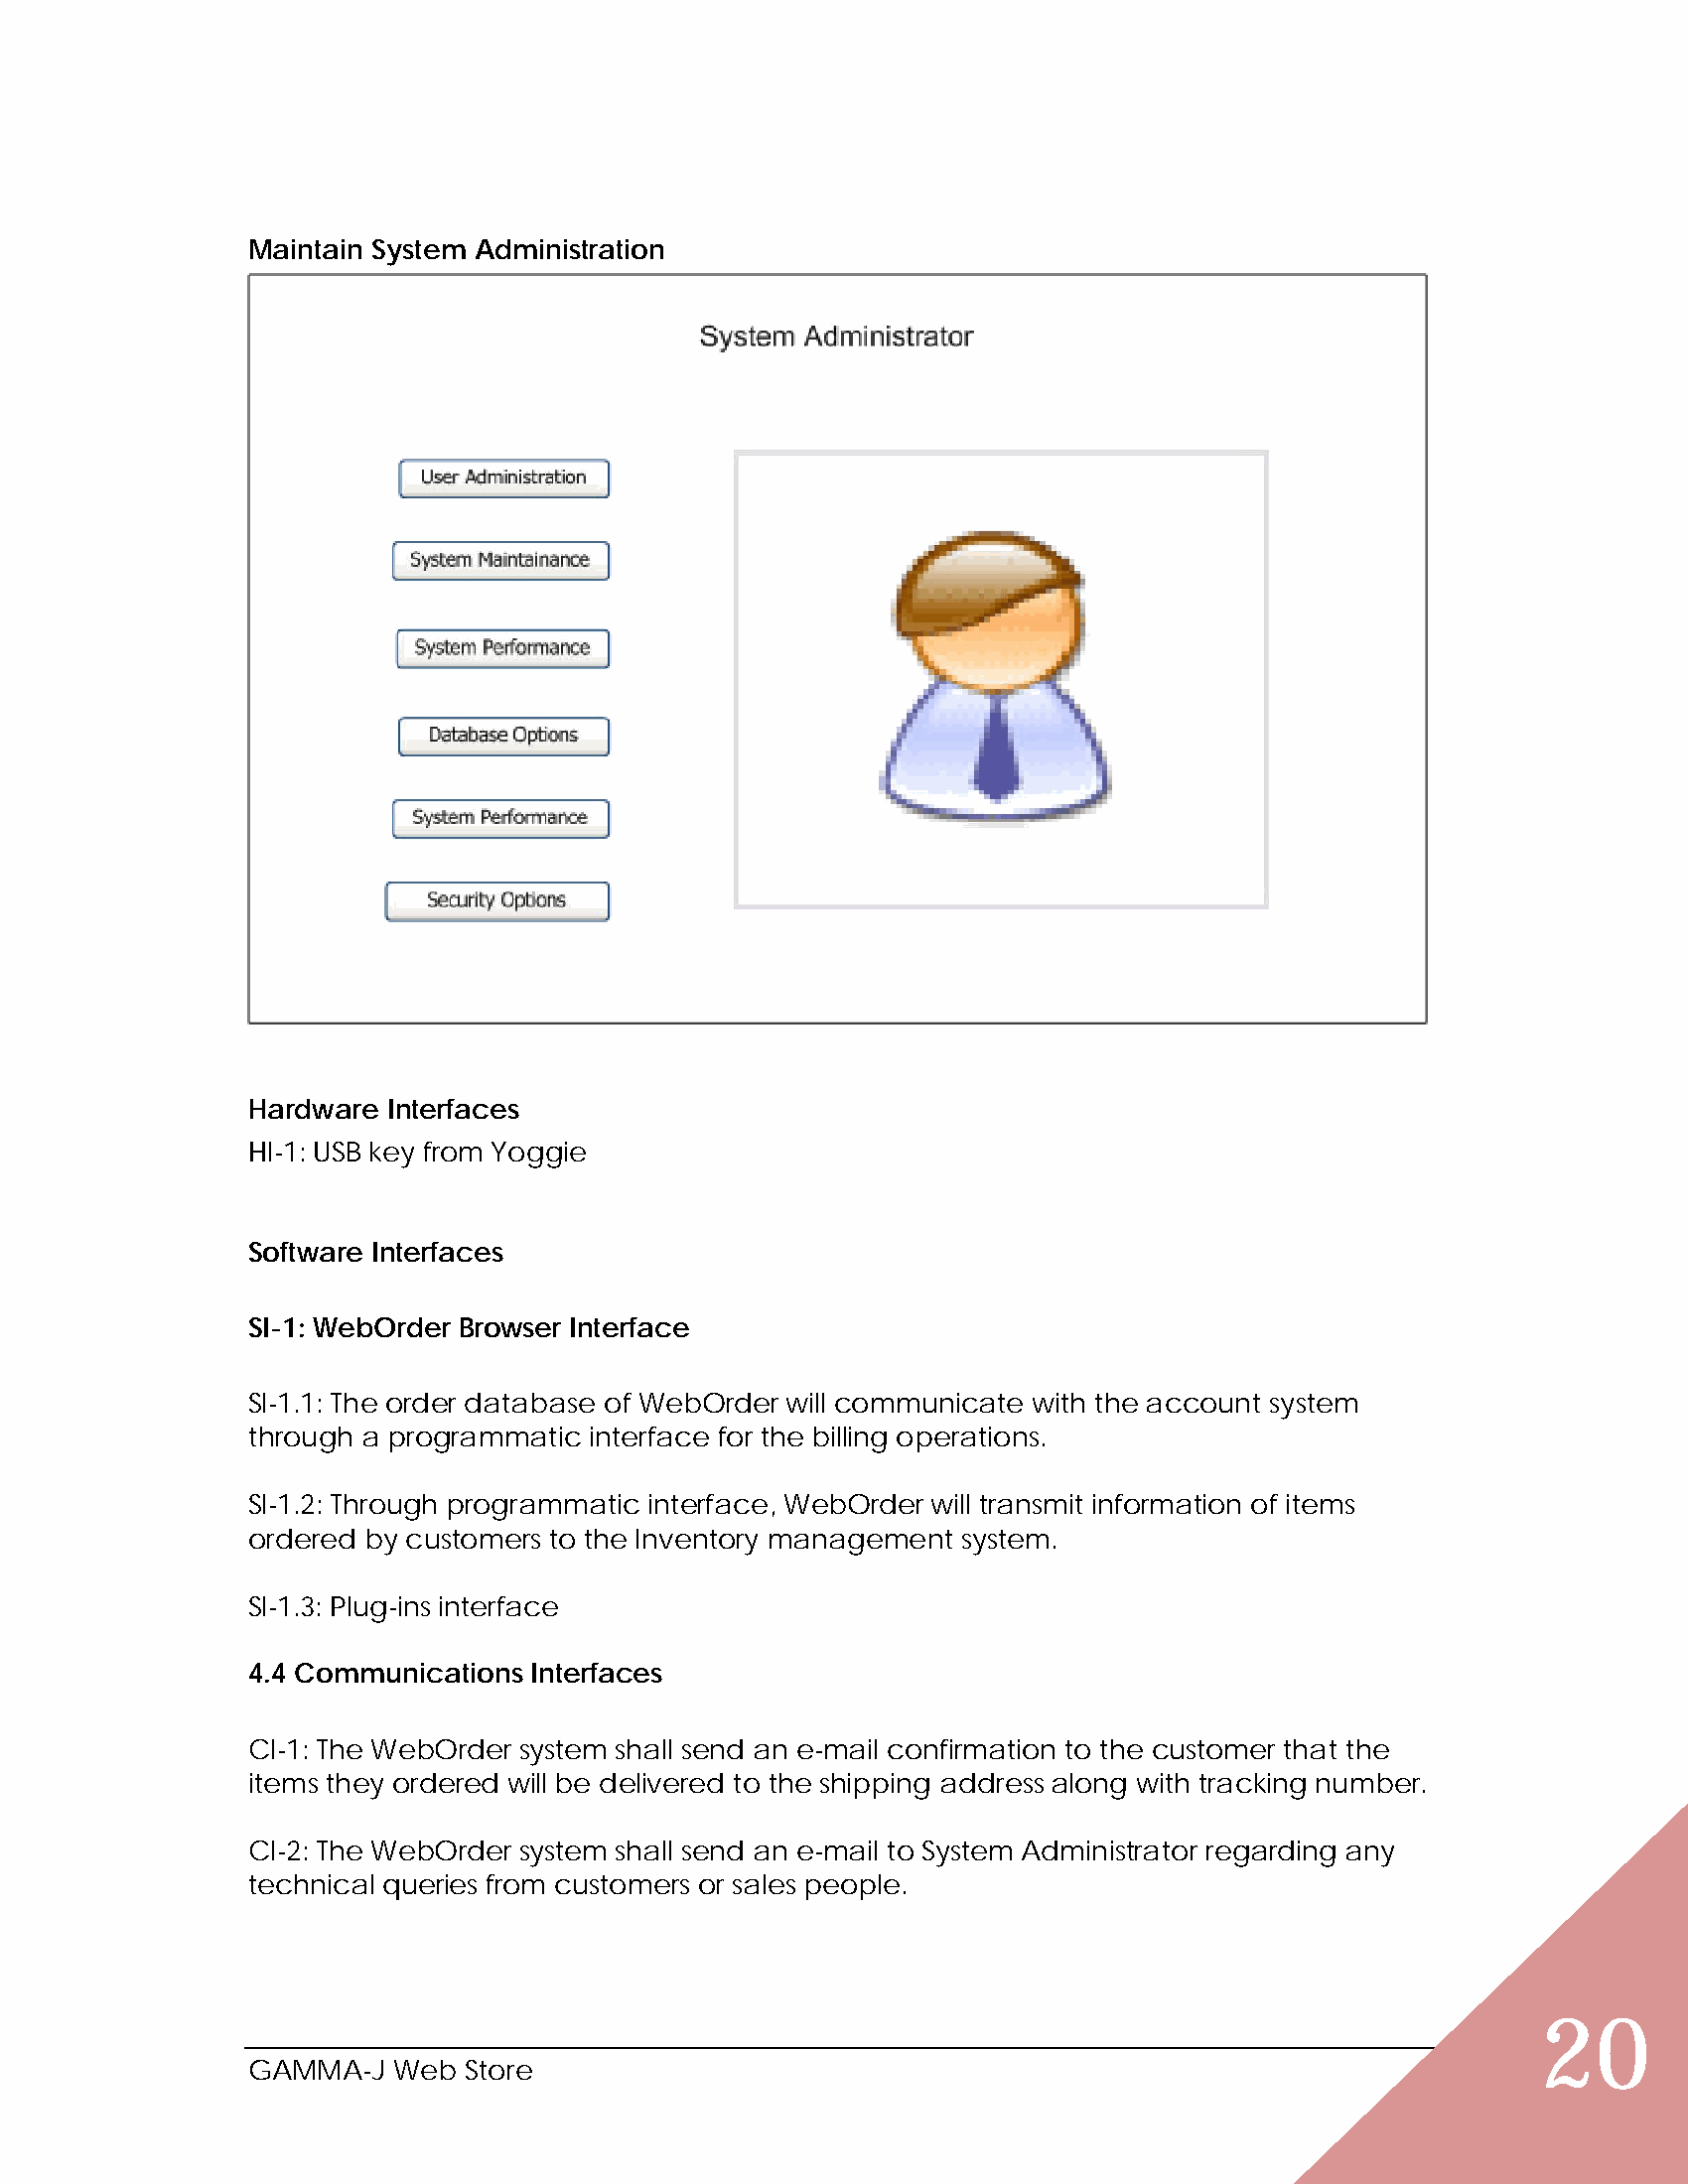 Maintain System Administration
System Administrator
User Administration
System Maintainance
System Performance
Database Options
System Performance
Security Options
Hardware Interfaces
HI-1: USB key from Yoggie
Software Interfaces
SI-1: WebOrder Browser Interface
SI-1.1: The order database of WebOrder will communicate with the account system
through a programmatic interface for the billing operations.
SI-1.2: Through programmatic interface, WebOrder will transmit information of items
ordered by customers to the Inventory management system.
SI-1.3: Plug-ins interface
4.4 Communications Interfaces
CI-1: The WebOrder system shall send an e-mail confirmation to the customer that the
items they ordered will be delivered to the shipping address along with tracking number.
CI-2: The WebOrder system shall send an e-mail to System Administrator regarding any
technical queries from customers or sales people.
GAMMA-J Web Store
20